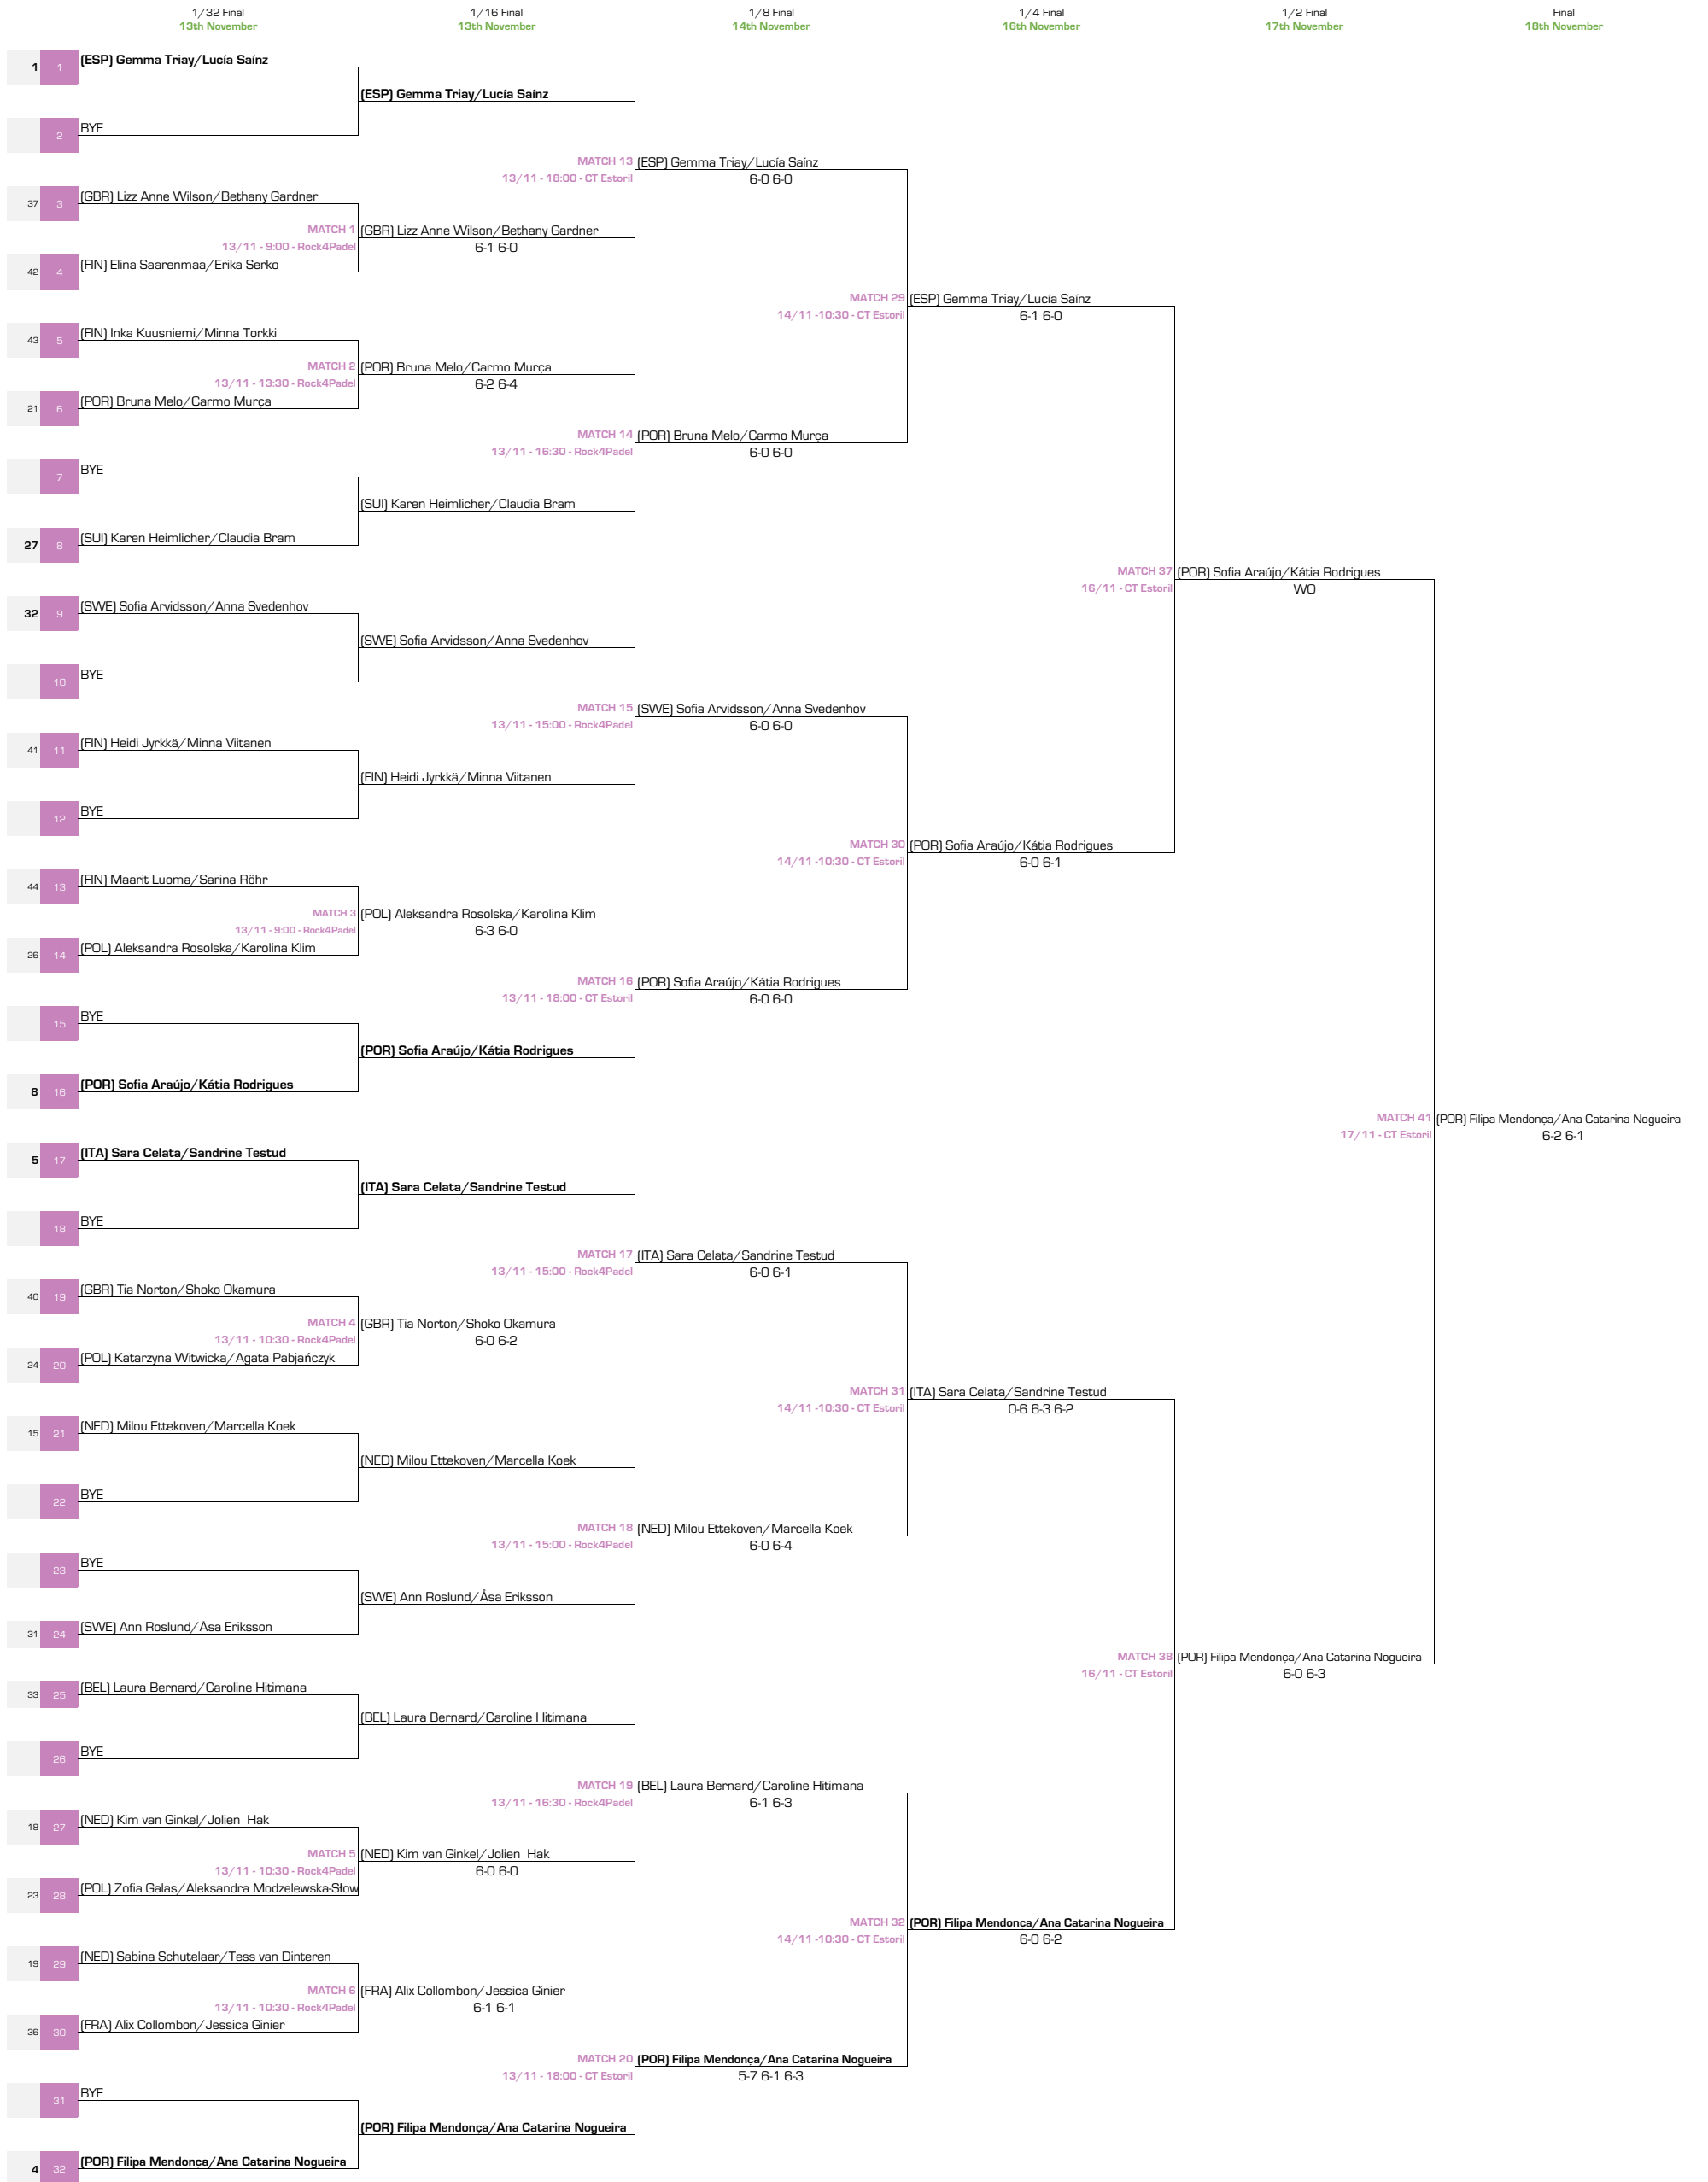 1/32 Final 1/16 Final 1/8 Final 1/4 Final 1/2 Final Final
13th November 13th November 14th November 16th November 17th November 18th November
1 1 (ESP) Gemma Triay/Lucía Saínz
(ESP) Gemma Triay/Lucía Saínz
2 BYE
MATCH 13 (ESP) Gemma Triay/Lucía Saínz
13/11 - 18:00 - CT Estoril 6-0 6-0
37 3 (GBR) Lizz Anne Wilson/Bethany Gardner
MATCH 1 (GBR) Lizz Anne Wilson/Bethany Gardner
13/11 - 9:00 - Rock4Padel 6-1 6-0
42 4 (FIN) Elina Saarenmaa/Erika Serko
MATCH 29 (ESP) Gemma Triay/Lucía Saínz
14/11 -10:30 - CT Estoril 6-1 6-0
43 5 (FIN) Inka Kuusniemi/Minna Torkki
MATCH 2 (POR) Bruna Melo/Carmo Murça
13/11 - 13:30 - Rock4Padel 6-2 6-4
21 6 (POR) Bruna Melo/Carmo Murça
MATCH 14 (POR) Bruna Melo/Carmo Murça
13/11 - 16:30 - Rock4Padel 6-0 6-0
7 BYE
(SUI) Karen Heimlicher/Claudia Bram
27 8 (SUI) Karen Heimlicher/Claudia Bram
MATCH 37 (POR) Sofia Araújo/Kátia Rodrigues
16/11 - CT Estoril WO
32 9 (SWE) Sofia Arvidsson/Anna Svedenhov
(SWE) Sofia Arvidsson/Anna Svedenhov
10 BYE
MATCH 15 (SWE) Sofia Arvidsson/Anna Svedenhov
13/11 - 15:00 - Rock4Padel 6-0 6-0
41 11 (FIN) Heidi Jyrkkä/Minna Viitanen
(FIN) Heidi Jyrkkä/Minna Viitanen
12 BYE
MATCH 30 (POR) Sofia Araújo/Kátia Rodrigues
14/11 -10:30 - CT Estoril 6-0 6-1
44 13 (FIN) Maarit Luoma/Sarina Röhr
MATCH 3 (POL) Aleksandra Rosolska/Karolina Klim
13/11 - 9:00 - Rock4Padel 6-3 6-0
26 14 (POL) Aleksandra Rosolska/Karolina Klim
MATCH 16 (POR) Sofia Araújo/Kátia Rodrigues
13/11 - 18:00 - CT Estoril 6-0 6-0
15 BYE
(POR) Sofia Araújo/Kátia Rodrigues
8 16 (POR) Sofia Araújo/Kátia Rodrigues
MATCH 41 (POR) Filipa Mendonça/Ana Catarina Nogueira
17/11 - CT Estoril 6-2 6-1
5 17 (ITA) Sara Celata/Sandrine Testud
(ITA) Sara Celata/Sandrine Testud
18 BYE
MATCH 17 (ITA) Sara Celata/Sandrine Testud
13/11 - 15:00 - Rock4Padel 6-0 6-1
40 19 (GBR) Tia Norton/Shoko Okamura
MATCH 4 (GBR) Tia Norton/Shoko Okamura
13/11 - 10:30 - Rock4Padel 6-0 6-2
24 20 (POL) Katarzyna Witwicka/Agata Pabjańczyk
MATCH 31 (ITA) Sara Celata/Sandrine Testud
14/11 -10:30 - CT Estoril 0-6 6-3 6-2
15 21 (NED) Milou Ettekoven/Marcella Koek
(NED) Milou Ettekoven/Marcella Koek
22 BYE
MATCH 18 (NED) Milou Ettekoven/Marcella Koek
13/11 - 15:00 - Rock4Padel 6-0 6-4
23 BYE
(SWE) Ann Roslund/Åsa Eriksson
31 24 (SWE) Ann Roslund/Åsa Eriksson
MATCH 38 (POR) Filipa Mendonça/Ana Catarina Nogueira
16/11 - CT Estoril 6-0 6-3
33 25 (BEL) Laura Bernard/Caroline Hitimana
(BEL) Laura Bernard/Caroline Hitimana
26 BYE
MATCH 19 (BEL) Laura Bernard/Caroline Hitimana
13/11 - 16:30 - Rock4Padel 6-1 6-3
18 27 (NED) Kim van Ginkel/Jolien Hak
MATCH 5 (NED) Kim van Ginkel/Jolien Hak
13/11 - 10:30 - Rock4Padel 6-0 6-0
23 28 (POL) Zofia Galas/Aleksandra Modzelewska-Słow
MATCH 32 (POR) Filipa Mendonça/Ana Catarina Nogueira
14/11 -10:30 - CT Estoril 6-0 6-2
19 29 (NED) Sabina Schutelaar/Tess van Dinteren
MATCH 6 (FRA) Alix Collombon/Jessica Ginier
13/11 - 10:30 - Rock4Padel 6-1 6-1
36 30 (FRA) Alix Collombon/Jessica Ginier
MATCH 20 (POR) Filipa Mendonça/Ana Catarina Nogueira
13/11 - 18:00 - CT Estoril 5-7 6-1 6-3
31 BYE
(POR) Filipa Mendonça/Ana Catarina Nogueira
4 32 (POR) Filipa Mendonça/Ana Catarina Nogueira